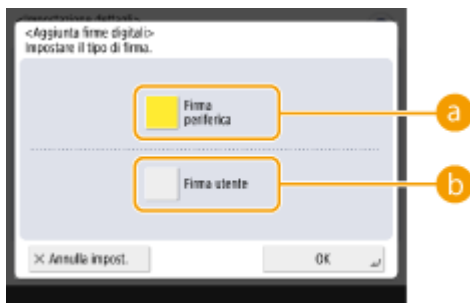 <Aggiunta firme digitali>
Impostare il tipo di firma.
Firma
periferica
a
Firma utente
b
× Annulla impost.
OK